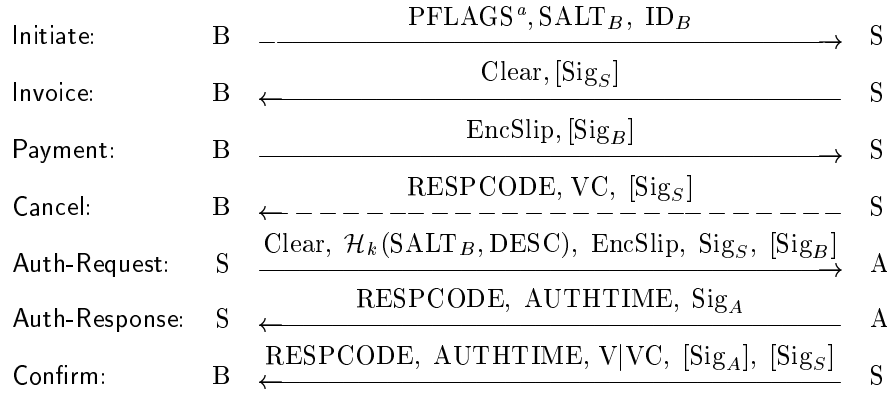 Initiate: B PFLAGSᵃ, SALT_B, ID_B S
Invoice: B Clear, [Sig_S] S
Payment: B EncSlip, [Sig_B] S
Cancel: B RESPCODE, VC, [Sig_S] S
Auth-Request: S Clear, ℋ_k(SALT_B, DESC), EncSlip, Sig_S, [Sig_B] A
Auth-Response: S RESPCODE, AUTHTIME, Sig_A A
Confirm: B RESPCODE, AUTHTIME, V|VC, [Sig_A], [Sig_S] S